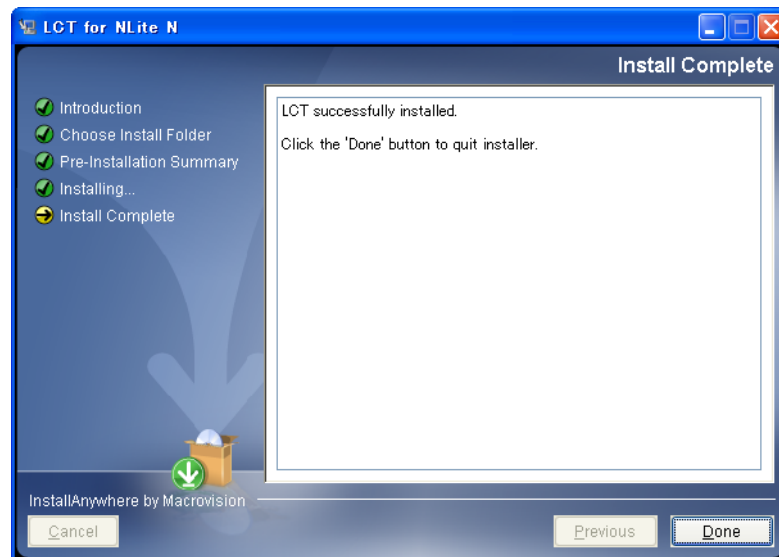 LCT for NLite N
Install Complete
Introduction
Choose Install Folder
Pre-Installation Summary
Installing...
Install Complete
LCT successfully installed.
Click the 'Done' button to quit installer.
InstallAnywhere by Macrovision
Cancel
Previous
Done